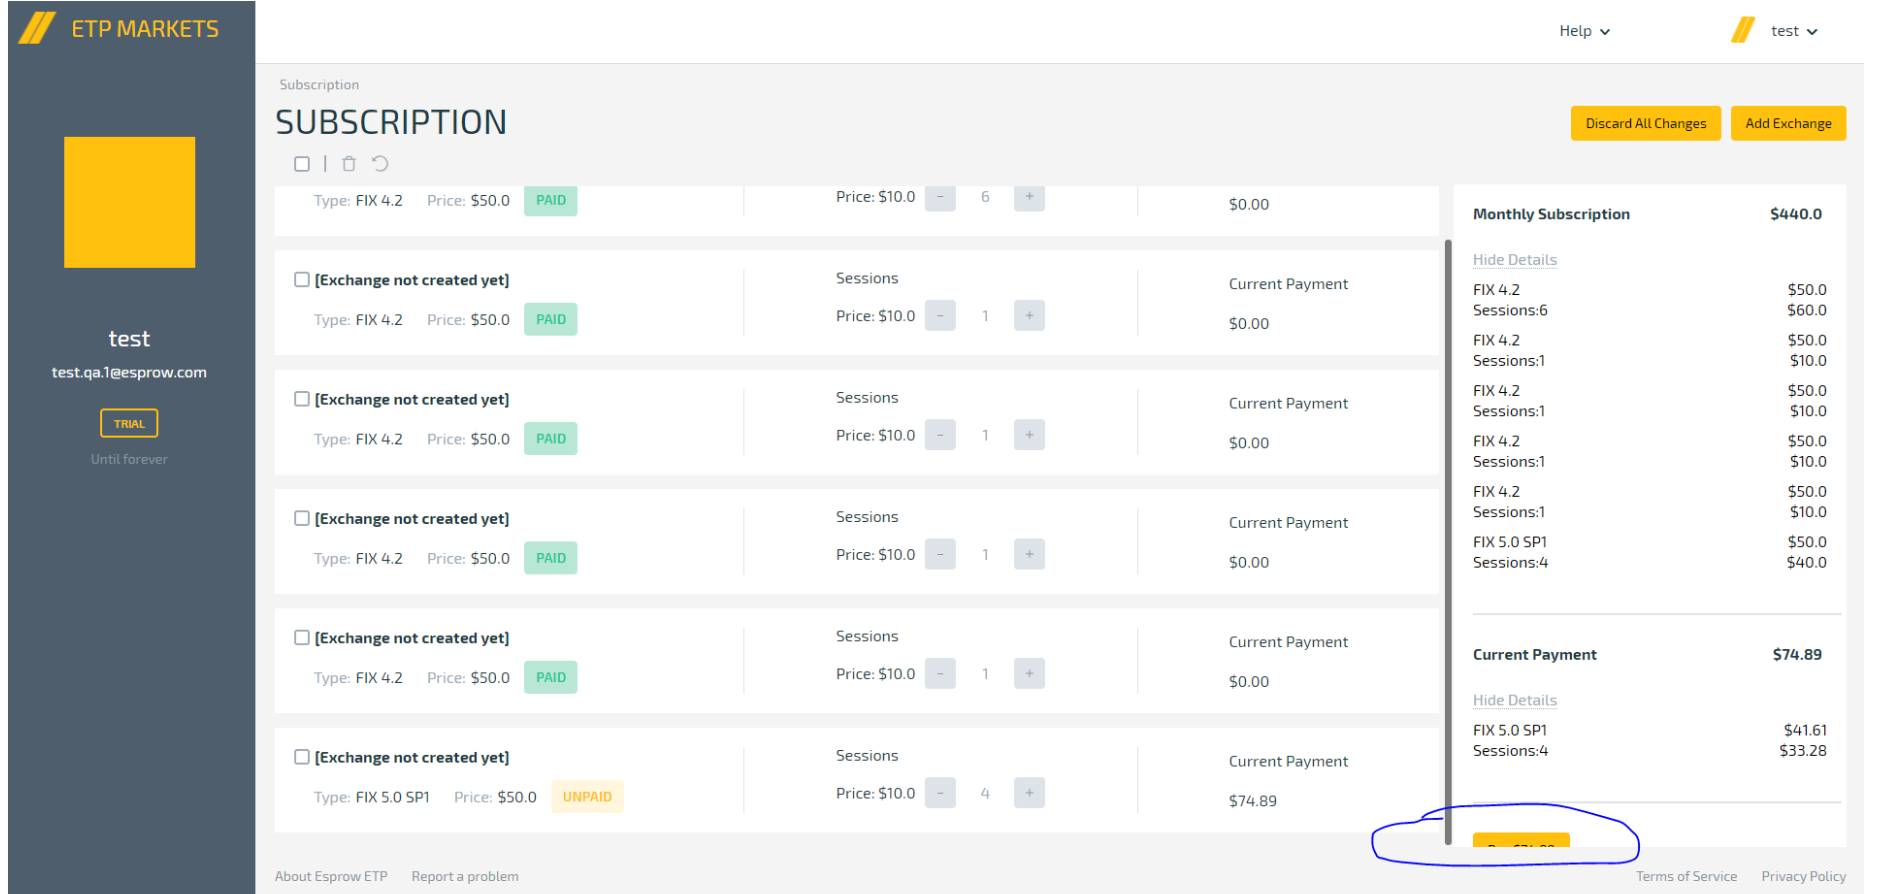 ETP MARKETS
Help
test
Subscription
SUBSCRIPTION
Discard All Changes
Add Exchange
test
test.qa.1@esprow.com
TRIAL
Until forever
Type: FIX 4.2 Price: $50.0 PAID
Price: $10.0 - 6 +
$0.00
[Exchange not created yet]
Type: FIX 4.2 Price: $50.0 PAID
Sessions
Price: $10.0 - 1 +
Current Payment
$0.00
[Exchange not created yet]
Type: FIX 4.2 Price: $50.0 PAID
Sessions
Price: $10.0 - 1 +
Current Payment
$0.00
[Exchange not created yet]
Type: FIX 4.2 Price: $50.0 PAID
Sessions
Price: $10.0 - 1 +
Current Payment
$0.00
[Exchange not created yet]
Type: FIX 4.2 Price: $50.0 PAID
Sessions
Price: $10.0 - 1 +
Current Payment
$0.00
[Exchange not created yet]
Type: FIX 5.0 SP1 Price: $50.0 UNPAID
Sessions
Price: $10.0 - 4 +
Current Payment
$74.89
Monthly Subscription $440.0
Hide Details
FIX 4.2 $50.0
Sessions:6 $60.0
FIX 4.2 $50.0
Sessions:1 $10.0
FIX 4.2 $50.0
Sessions:1 $10.0
FIX 4.2 $50.0
Sessions:1 $10.0
FIX 4.2 $50.0
Sessions:1 $10.0
FIX 5.0 SP1 $50.0
Sessions:4 $40.0
Current Payment $74.89
Hide Details
FIX 5.0 SP1 $41.61
Sessions:4 $33.28
About Esprow ETP
Report a problem
Terms of Service
Privacy Policy